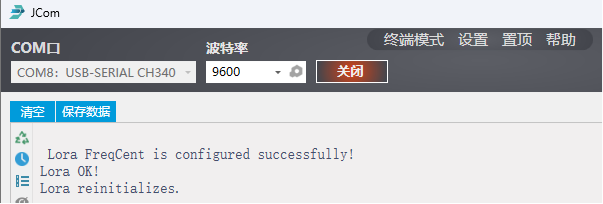 JCom
COM口 波特率 终端模式 设置 置顶 帮助
COM8: USB-SERIAL CH340 9600 关闭
清空 保存数据
Lora FreqCent is configured successfully!
Lora OK!
Lora reinitializes.